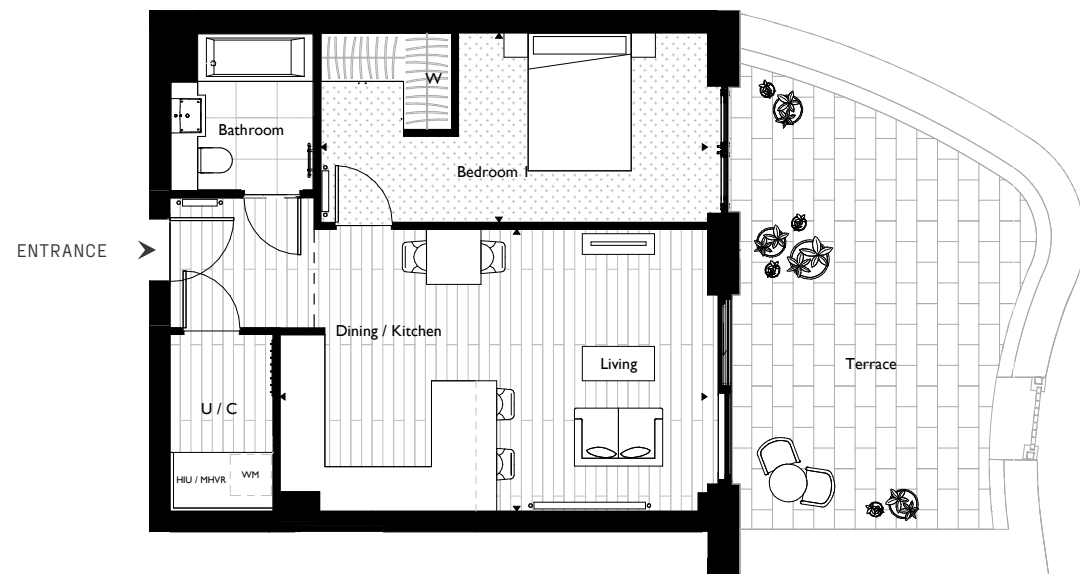 W
Bathroom
Bedroom 1
ENTRANCE
Dining / Kitchen
Living
Terrace
U / C
HIU / MHVR
WM